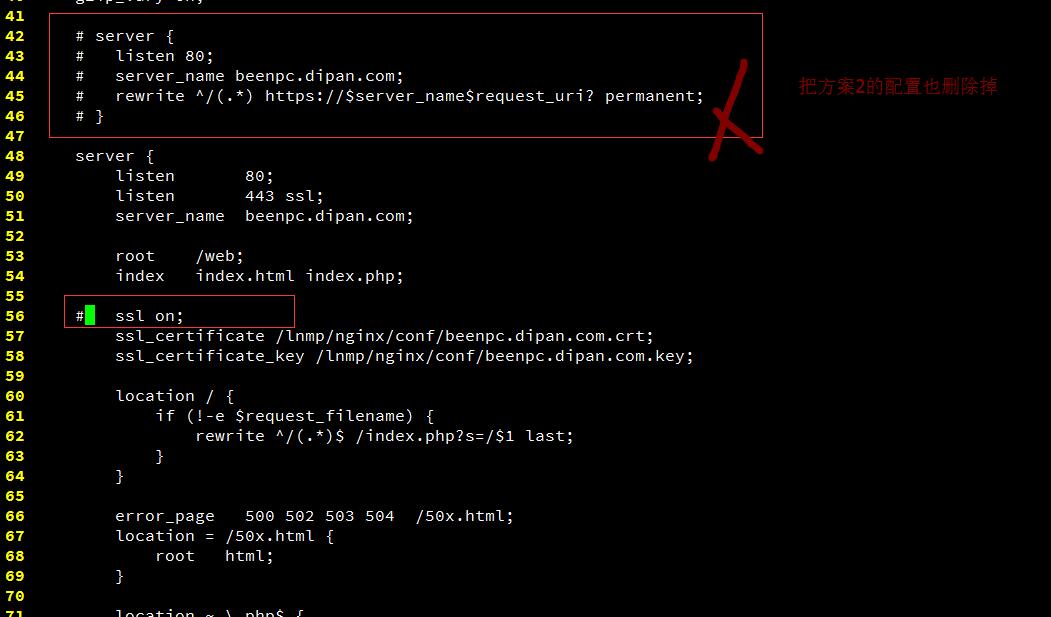 41
42 # server {
43 #   listen 80;
44 #   server_name beenpc.dipan.com;
45 #   rewrite ^/(.*) https://$server_name$request_uri? permanent;
46 # }
把方案2的配置也删除掉
47
48 server {
49     listen       80;
50     listen       443 ssl;
51     server_name  beenpc.dipan.com;
52
53     root    /web;
54     index   index.html index.php;
55
56 #   ssl on;
57     ssl_certificate /lnmp/nginx/conf/beenpc.dipan.com.crt;
58     ssl_certificate_key /lnmp/nginx/conf/beenpc.dipan.com.key;
59
60     location / {
61         if (!-e $request_filename) {
62             rewrite ^/(.*)$ /index.php?s=/$1 last;
63         }
64     }
65
66     error_page   500 502 503 504  /50x.html;
67     location = /50x.html {
68         root   html;
69     }
70
71     location ~ \.php$ {